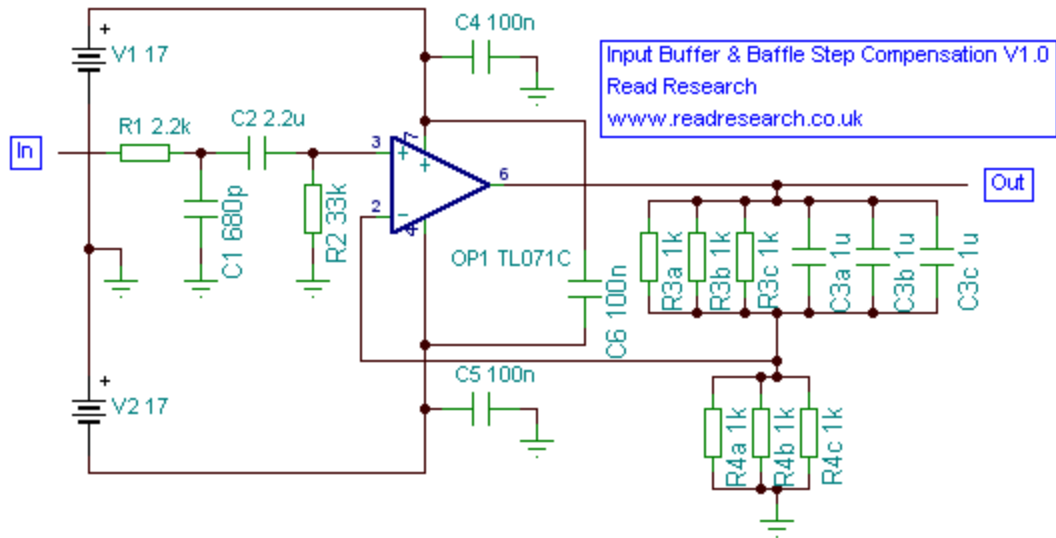 C4 100n
V1 17
Input Buffer & Baffle Step Compensation V1.0
Read Research
www.readresearch.co.uk
R1 2.2k
C2 2.2u
In
3
7
+
+
6
Out
C1 680p
R2 33k
2
-
4
OP1 TL071C
C6 100n
R3a 1k
R3b 1k
R3c 1k
C3a 1u
C3b 1u
C3c 1u
+
V2 17
C5 100n
R4a 1k
R4b 1k
R4c 1k
+